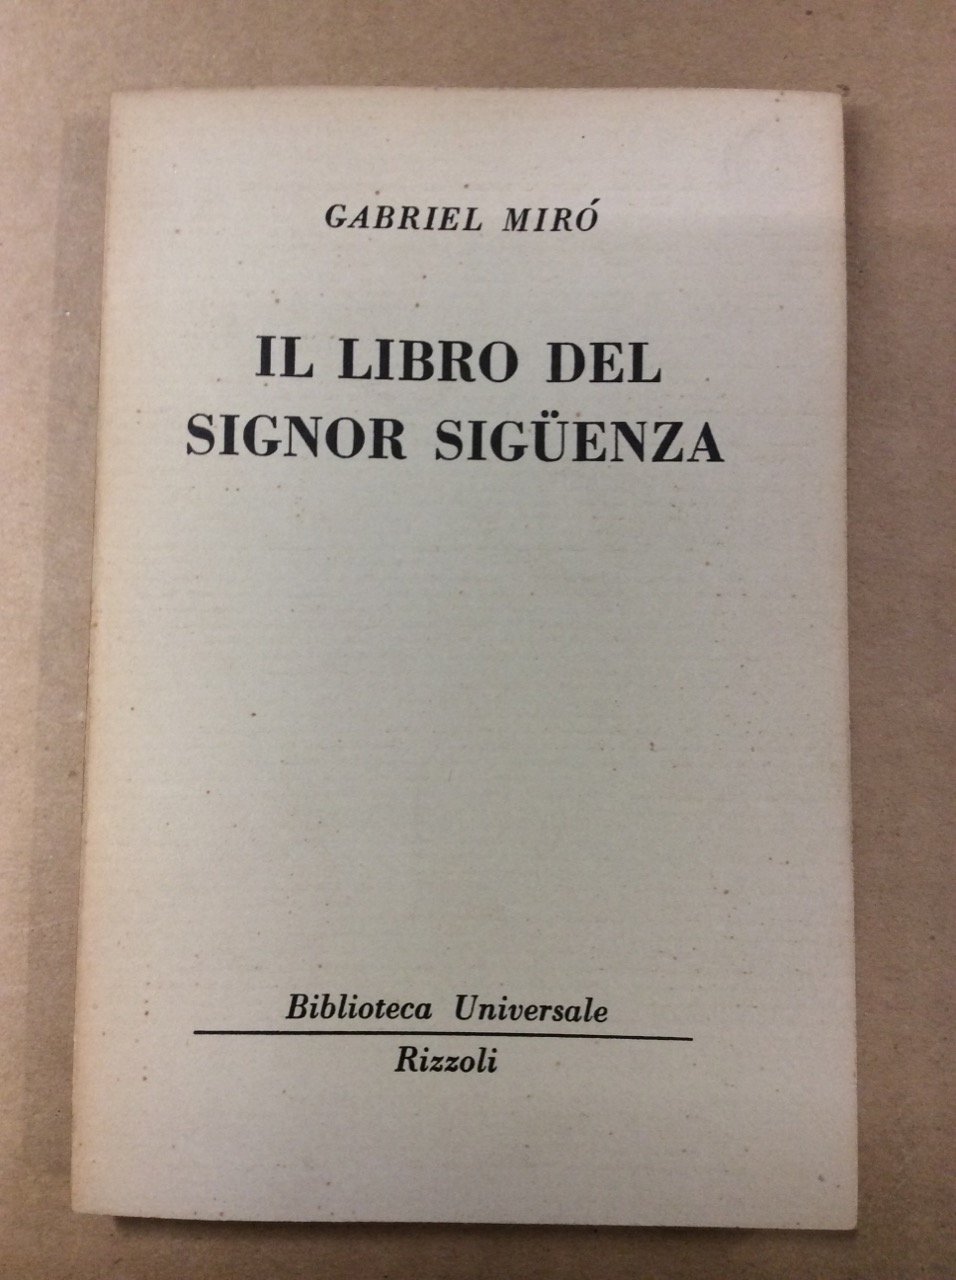 GABRIEL MIRÓ
IL LIBRO DEL
SIGNOR SIGÜENZA
Biblioteca Universale
Rizzoli